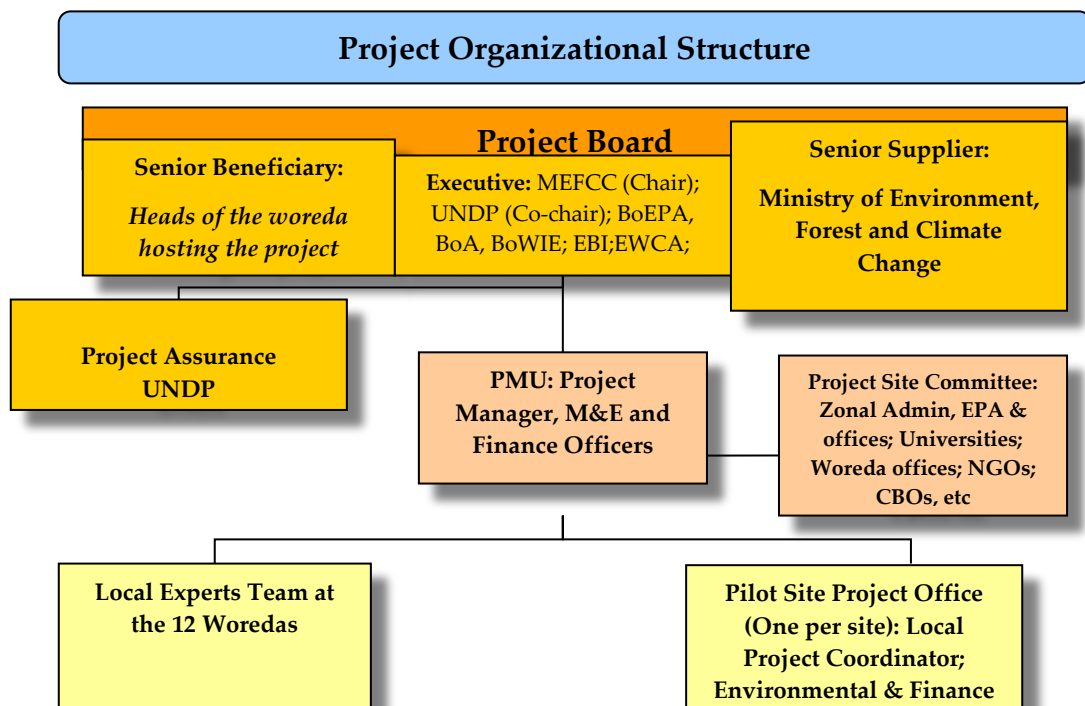 Project Organizational Structure
Project Board
Senior Beneficiary:
Heads of the woreda
hosting the project
Executive: MEFCC (Chair);
UNDP (Co-chair); BoEPA,
BoA, BoWIE; EBI;EWCA;
Senior Supplier:
Ministry of Environment,
Forest and Climate
Change
Project Assurance
UNDP
PMU: Project
Manager, M&E and
Finance Officers
Project Site Committee:
Zonal Admin, EPA &
offices; Universities;
Woreda offices; NGOs;
CBOs, etc
Local Experts Team at
the 12 Woredas
Pilot Site Project Office
(One per site): Local
Project Coordinator;
Environmental & Finance